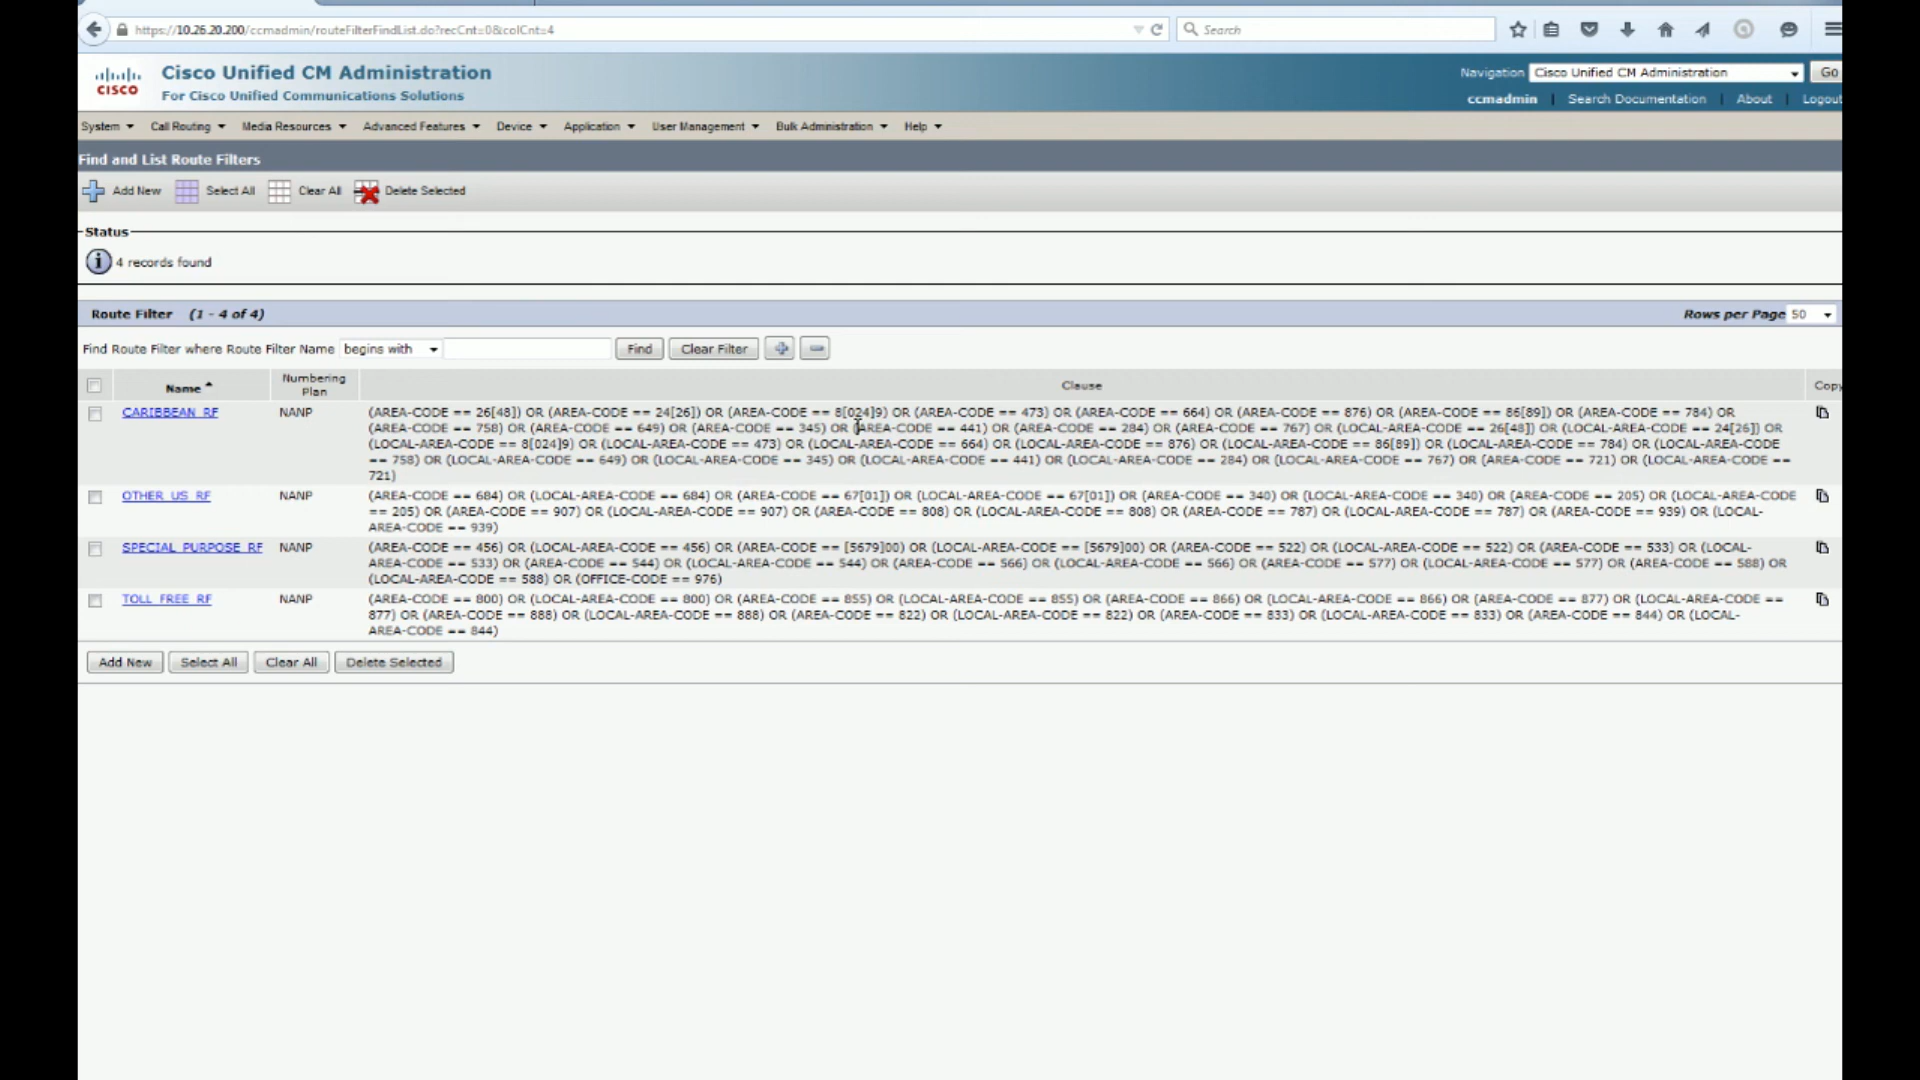 https://10.26.20.200/ccmadmin/routeFilterFindList.do?recCnt=0&colCnt=4
Search
CISCO
Cisco Unified CM Administration
For Cisco Unified Communications Solutions
Navigation Cisco Unified CM Administration Go
ccmadmin | Search Documentation | About | Logout
System Call Routing Media Resources Advanced Features Device Application User Management Bulk Administration Help
Find and List Route Filters
Add New Select All Clear All Delete Selected
Status
4 records found
Route Filter (1 - 4 of 4) Rows per Page 50
Find Route Filter where Route Filter Name begins with Find Clear Filter
Name Numbering Plan Clause Copy
CARIBBEAN_RF NANP (AREA-CODE == 26[48]) OR (AREA-CODE == 24[26]) OR (AREA-CODE == 8[024]9) OR (AREA-CODE == 473) OR (AREA-CODE == 664) OR (AREA-CODE == 876) OR (AREA-CODE == 86[89]) OR (AREA-CODE == 784) OR
(AREA-CODE == 758) OR (AREA-CODE == 649) OR (AREA-CODE == 345) OR (AREA-CODE == 441) OR (AREA-CODE == 284) OR (AREA-CODE == 767) OR (LOCAL-AREA-CODE == 26[48]) OR (LOCAL-AREA-CODE == 24[26]) OR
(LOCAL-AREA-CODE == 8[024]9) OR (LOCAL-AREA-CODE == 473) OR (LOCAL-AREA-CODE == 664) OR (LOCAL-AREA-CODE == 876) OR (LOCAL-AREA-CODE == 86[89]) OR (LOCAL-AREA-CODE == 784) OR (LOCAL-AREA-CODE
== 758) OR (LOCAL-AREA-CODE == 649) OR (LOCAL-AREA-CODE == 345) OR (LOCAL-AREA-CODE == 441) OR (LOCAL-AREA-CODE == 284) OR (LOCAL-AREA-CODE == 767) OR (AREA-CODE == 721) OR (LOCAL-AREA-CODE ==
721)
OTHER_US_RF NANP (AREA-CODE == 684) OR (LOCAL-AREA-CODE == 684) OR (AREA-CODE == 67[01]) OR (LOCAL-AREA-CODE == 67[01]) OR (AREA-CODE == 340) OR (LOCAL-AREA-CODE == 340) OR (AREA-CODE == 205) OR (LOCAL-AREA-CODE
== 205) OR (AREA-CODE == 907) OR (LOCAL-AREA-CODE == 907) OR (AREA-CODE == 808) OR (LOCAL-AREA-CODE == 808) OR (AREA-CODE == 787) OR (LOCAL-AREA-CODE == 787) OR (AREA-CODE == 939) OR (LOCAL-
AREA-CODE == 939)
SPECIAL_PURPOSE_RF NANP (AREA-CODE == 456) OR (LOCAL-AREA-CODE == 456) OR (AREA-CODE == [5679]00) OR (LOCAL-AREA-CODE == [5679]00) OR (AREA-CODE == 522) OR (LOCAL-AREA-CODE == 522) OR (AREA-CODE == 533) OR (LOCAL-
AREA-CODE == 533) OR (AREA-CODE == 544) OR (LOCAL-AREA-CODE == 544) OR (AREA-CODE == 566) OR (LOCAL-AREA-CODE == 566) OR (AREA-CODE == 577) OR (LOCAL-AREA-CODE == 577) OR (AREA-CODE == 588) OR
(LOCAL-AREA-CODE == 588) OR (OFFICE-CODE == 976)
TOLL_FREE_RF NANP (AREA-CODE == 800) OR (LOCAL-AREA-CODE == 800) OR (AREA-CODE == 855) OR (LOCAL-AREA-CODE == 855) OR (AREA-CODE == 866) OR (LOCAL-AREA-CODE == 866) OR (AREA-CODE == 877) OR (LOCAL-AREA-CODE ==
877) OR (AREA-CODE == 888) OR (LOCAL-AREA-CODE == 888) OR (AREA-CODE == 822) OR (LOCAL-AREA-CODE == 822) OR (AREA-CODE == 833) OR (LOCAL-AREA-CODE == 833) OR (AREA-CODE == 844) OR (LOCAL-
AREA-CODE == 844)
Add New Select All Clear All Delete Selected